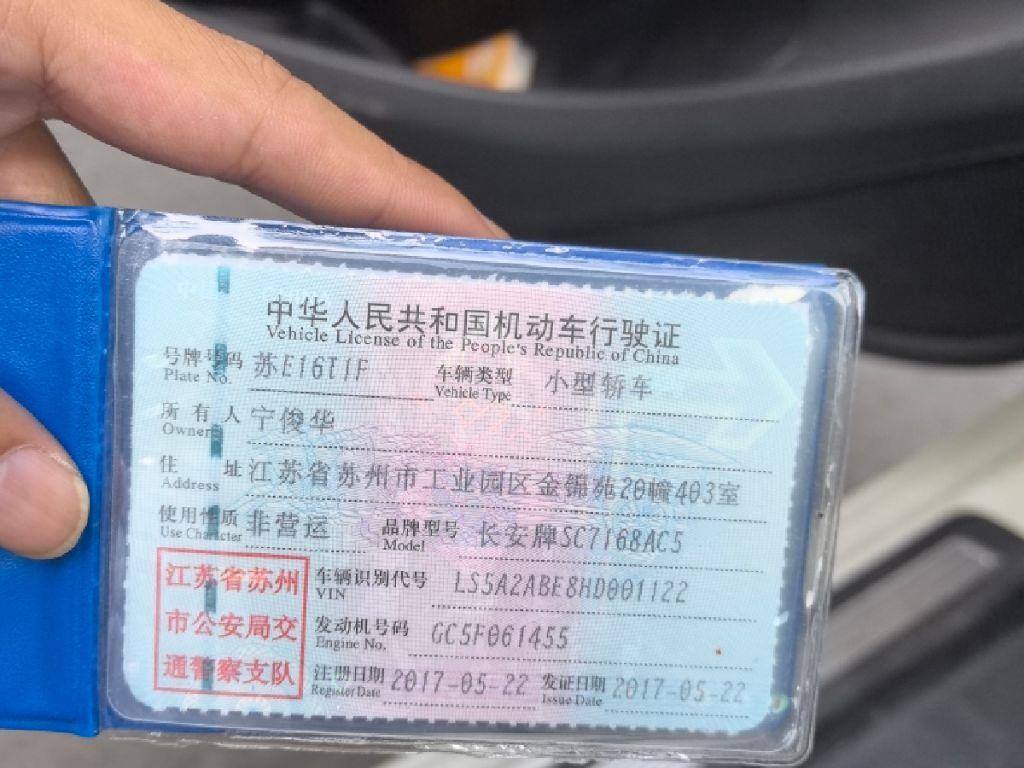 中华人民共和国机动车行驶证
Vehicle License of the People's Republic of China
号牌号码 苏E16T1F 车辆类型 小型轿车
Plate No. Vehicle Type
所有人 宁俊华
Owner
住址 江苏省苏州市工业园区金锦苑20幢403室
Address
使用性质 非营运 品牌型号 长安牌SC7168AC5
Use Character Model
江苏省苏州
市公安局交
通警察支队
车辆识别代号 LS5A2ABE8HD001122
VIN
发动机号码 GC5F061455
Engine No.
注册日期 2017-05-22 发证日期 2017-05-22
Register Date Issue Date